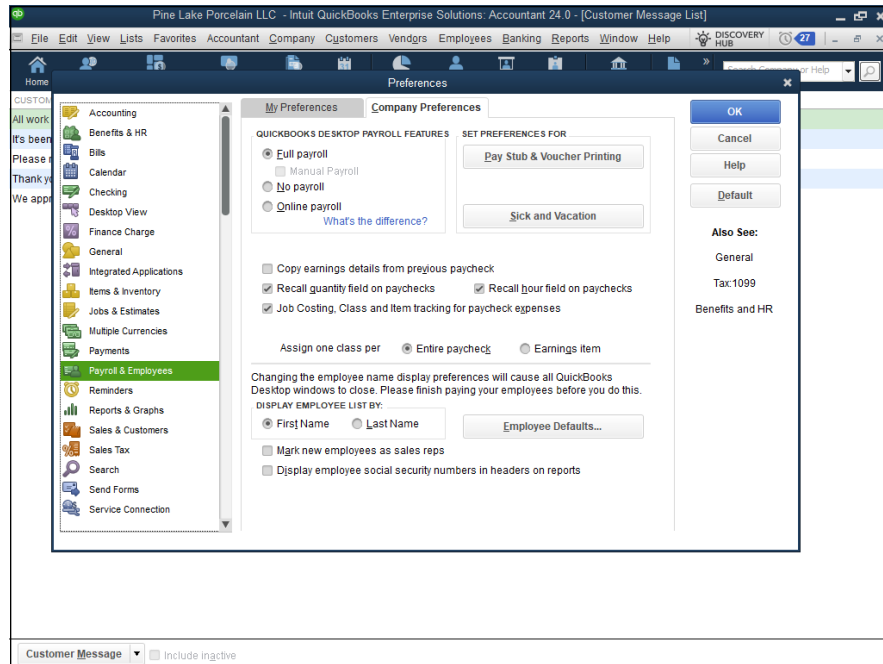 Pine Lake Porcelain LLC - Intuit QuickBooks Enterprise Solutions: Accountant 24.0 - [Customer Message List]
File Edit View Lists Favorites Accountant Company Customers Vendors Employees Banking Reports Window Help
DISCOVERY HUB 27
Home
or Help
Preferences
CUSTOM
All work
It's been
Please
Thank yo
We appr
Accounting
Benefits & HR
Bills
Calendar
Checking
Desktop View
Finance Charge
General
Integrated Applications
Items & Inventory
Jobs & Estimates
Multiple Currencies
Payments
Payroll & Employees
Reminders
Reports & Graphs
Sales & Customers
Sales Tax
Search
Send Forms
Service Connection
My Preferences Company Preferences
QUICKBOOKS DESKTOP PAYROLL FEATURES
Full payroll
Manual Payroll
No payroll
Online payroll
What's the difference?
SET PREFERENCES FOR
Pay Stub & Voucher Printing
Sick and Vacation
Copy earnings details from previous paycheck
Recall quantity field on paychecks Recall hour field on paychecks
Job Costing, Class and Item tracking for paycheck expenses
Assign one class per Entire paycheck Earnings item
Changing the employee name display preferences will cause all QuickBooks
Desktop windows to close. Please finish paying your employees before you do this.
DISPLAY EMPLOYEE LIST BY:
First Name Last Name
Employee Defaults...
Mark new employees as sales reps
Display employee social security numbers in headers on reports
OK
Cancel
Help
Default
Also See:
General
Tax:1099
Benefits and HR
Customer Message Include inactive